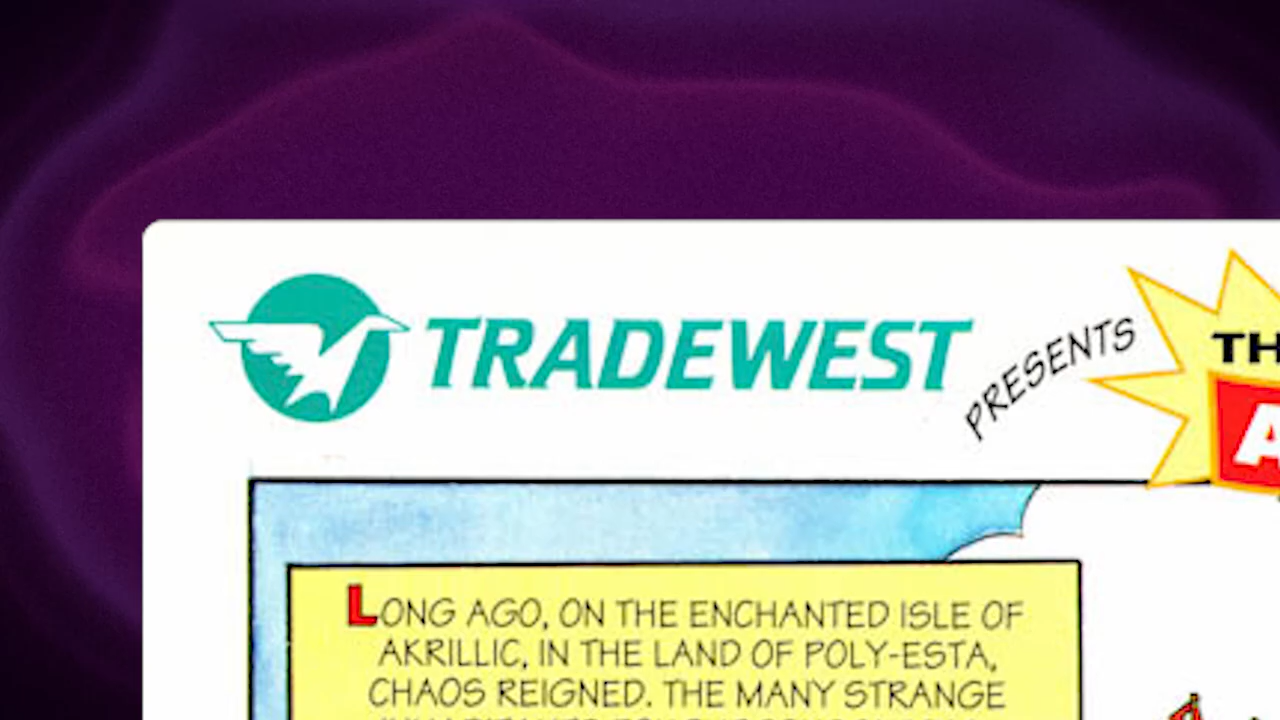 TRADEWEST
PRESENTS
TH
A
LONG AGO, ON THE ENCHANTED ISLE OF
AKRILLIC, IN THE LAND OF POLY-ESTA,
CHAOS REIGNED. THE MANY STRANGE